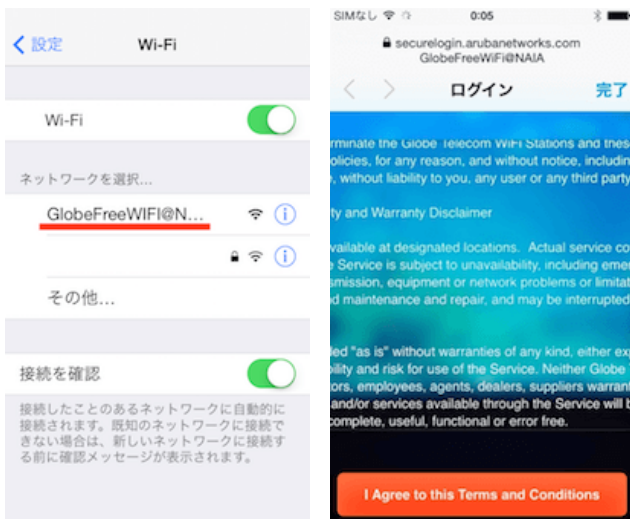 設定
Wi-Fi
Wi-Fi
ネットワークを選択...
GlobeFreeWIFI@N...
その他...
接続を確認
接続したことのあるネットワークに自動的に
接続されます。既知のネットワークに接続で
きない場合は、新しいネットワークに接続す
る前に確認メッセージが表示されます。
SIMなし
0:05
securelogin.arubanetworks.com
GlobeFreeWiFi@NAIA
ログイン
完了
rminate the Globe Telecom WiFi Stations and thes
olicies, for any reason, and without notice, includin
, without liability to you, any user or any third party
ty and Warranty Disclaimer
vailable at designated locations. Actual service co
Service is subject to unavailability, including emer
smission, equipment or network problems or limitat
d maintenance and repair, and may be interrupted
ed "as is" without warranties of any kind, either exp
ility and risk for use of the Service. Neither Globe
ors, employees, agents, dealers, suppliers warrant
and/or services available through the Service will b
complete, useful, functional or error free.
I Agree to this Terms and Conditions